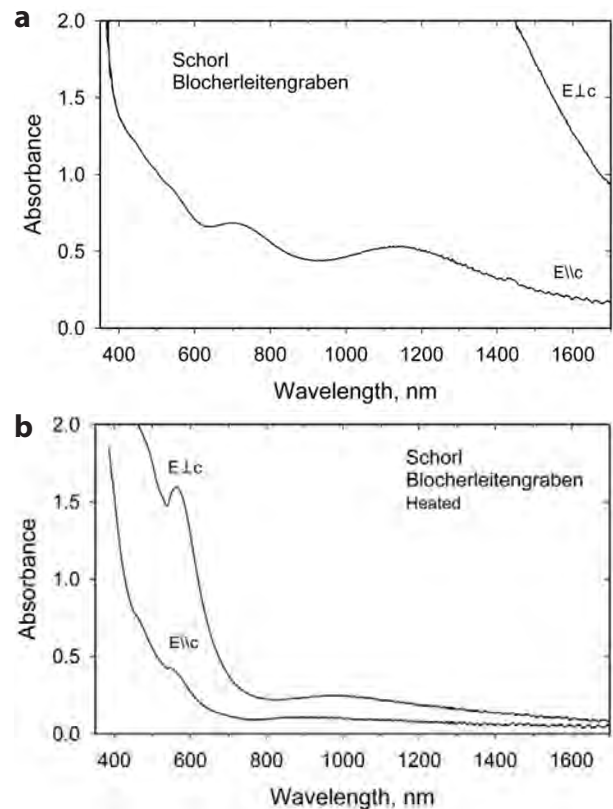 a
2.0
1.5
1.0
0.5
0.0
Absorbance
Schorl
Blocherleitengraben
E⊥c
E\\c
400 600 800 1000 1200 1400 1600
Wavelength, nm
b
2.0
1.5
1.0
0.5
0.0
Absorbance
E⊥c
E\\c
Schorl
Blocherleitengraben
Heated
400 600 800 1000 1200 1400 1600
Wavelength, nm